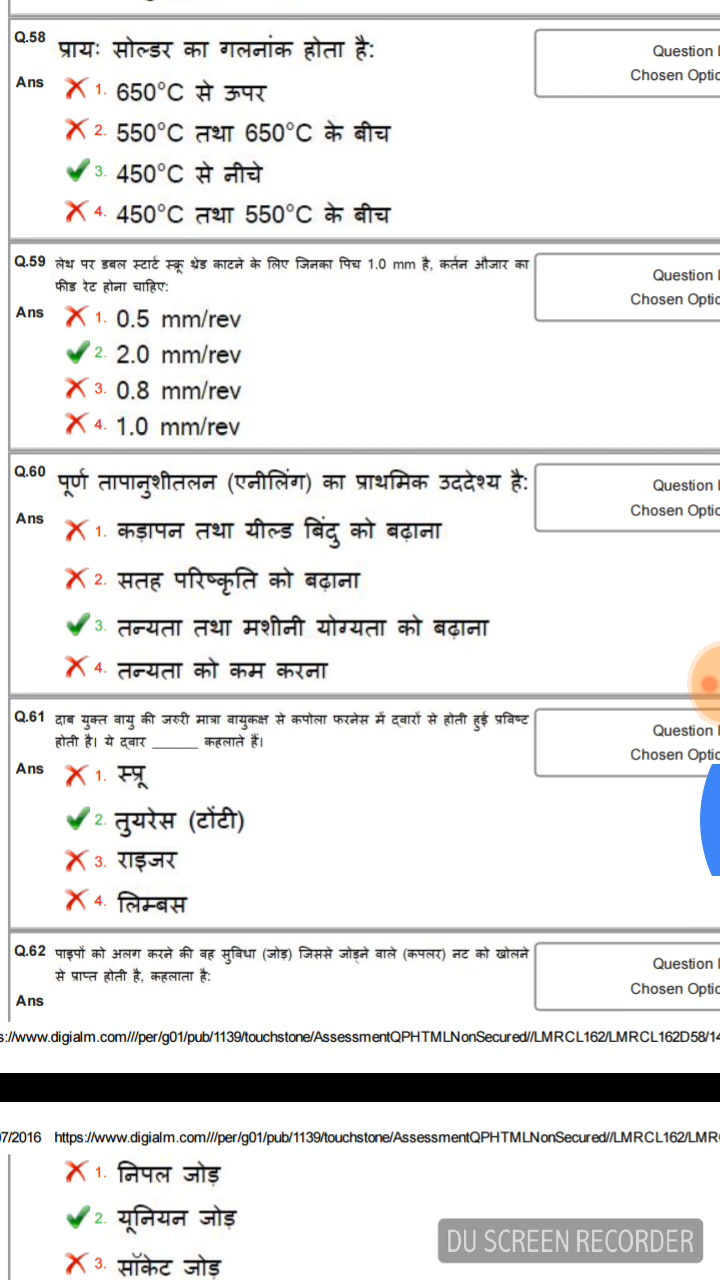 Q.58 प्रायः सोल्डर का गलनांक होता है:
Question
Chosen Optio
Ans 1. 650°C से ऊपर
2. 550°C तथा 650°C के बीच
3. 450°C से नीचे
4. 450°C तथा 550°C के बीच
Q.59 लेथ पर डबल स्टार्ट स्क्रू थ्रेड काटने के लिए जिनका पिच 1.0 mm है, कर्तन औजार का
फीड रेट होना चाहिए:
Question
Chosen Optio
Ans 1. 0.5 mm/rev
2. 2.0 mm/rev
3. 0.8 mm/rev
4. 1.0 mm/rev
Q.60 पूर्ण तापानुशीतलन (एनीलिंग) का प्राथमिक उददेश्य है:
Question
Chosen Optio
Ans 1. कड़ापन तथा यील्ड बिंदु को बढ़ाना
2. सतह परिष्कृति को बढ़ाना
3. तन्यता तथा मशीनी योग्यता को बढ़ाना
4. तन्यता को कम करना
Q.61 दाब युक्त वायु की जरुरी मात्रा वायुकक्ष से कपोला फरनेस में द्वारों से होती हुई प्रविष्ट
होती है। ये द्वार ______ कहलाते हैं।
Question
Chosen Optio
Ans 1. स्प्रू
2. तुयरेस (टोंटी)
3. राइजर
4. लिम्बस
Q.62 पाइपों को अलग करने की वह सुविधा (जोड़) जिससे जोड़ने वाले (कपलर) नट को खोलने
से प्राप्त होती है, कहलाता है:
Question
Chosen Optio
Ans
s://www.digialm.com///per/g01/pub/1139/touchstone/AssessmentQPHTMLNonSecured//LMRCL162/LMRCL162D58/14
7/2016 https://www.digialm.com///per/g01/pub/1139/touchstone/AssessmentQPHTMLNonSecured//LMRCL162/LMR
1. निपल जोड़
2. यूनियन जोड़
3. सॉकेट जोड़
DU SCREEN RECORDER